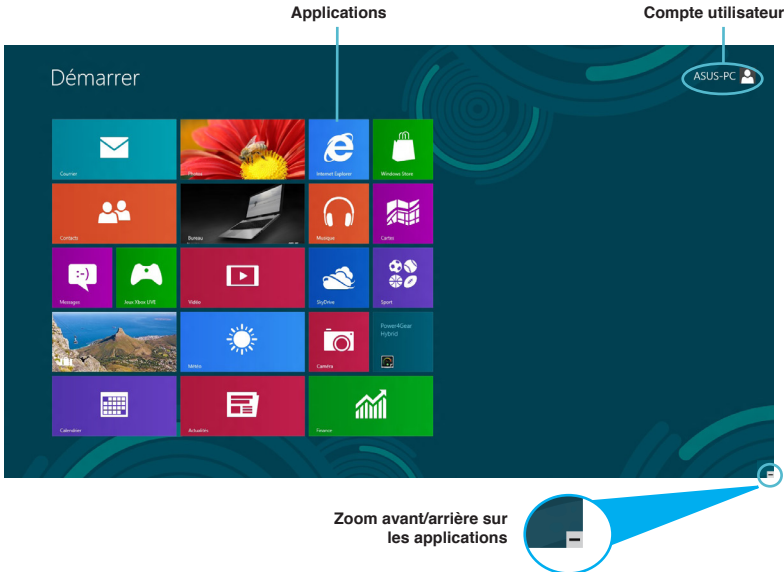 Applications
Compte utilisateur
Démarrer
ASUS-PC
Courrier
Photos
Internet Explorer
Windows Store
Contacts
Bureau
Musique
Cartes
Messages
Jeux Xbox LIVE
Vidéo
SkyDrive
Sport
Météo
Caméra
Power4Gear
Hybrid
Calendrier
Actualités
Finance
Zoom avant/arrière sur
les applications